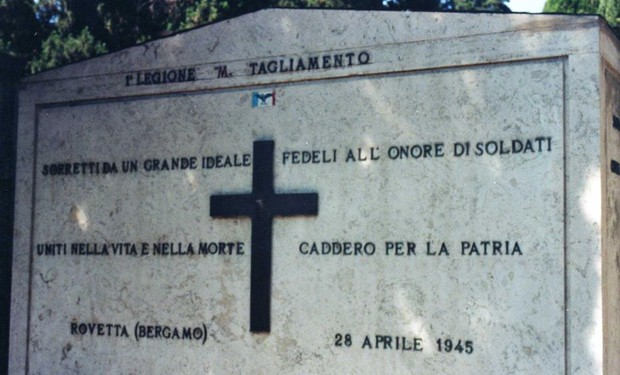 1ª LEGIONE "M" TAGLIAMENTO
SORRETTI DA UN GRANDE IDEALE FEDELI ALL' ONORE DI SOLDATI
UNITI NELLA VITA E NELLA MORTE CADDERO PER LA PATRIA
ROVETTA (BERGAMO) 28 APRILE 1945